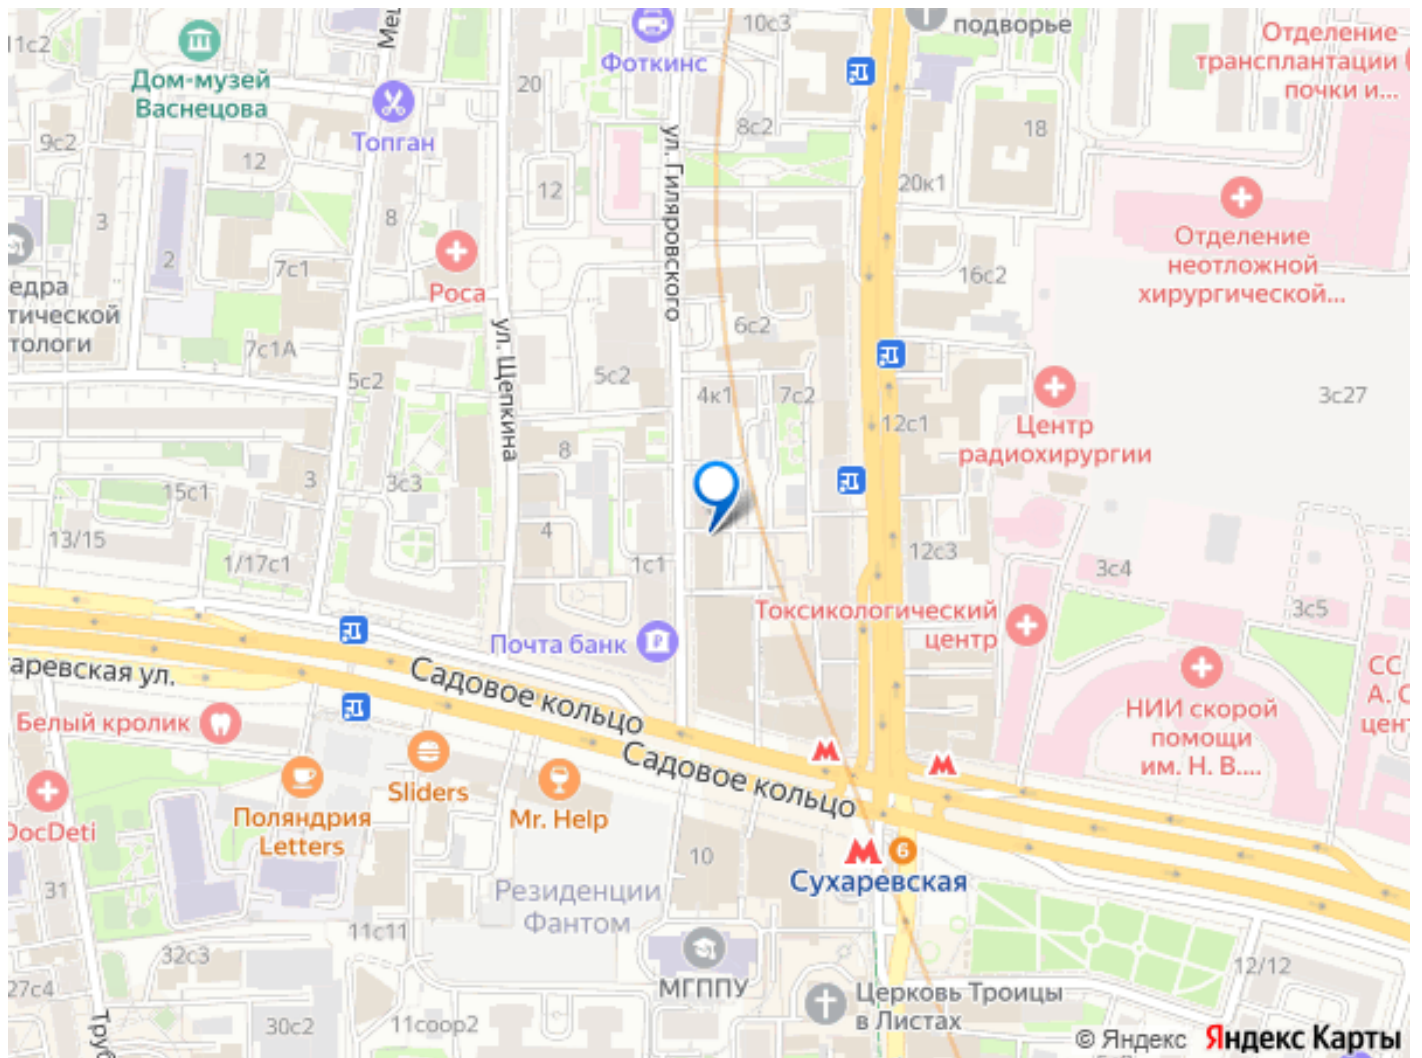 11с2
Дом-музей
Васнецова
Топган
Фоткинс
10с3
подворье
Отделение
трансплантации
почки и...
20
8с2
18
9с2
12
12
20к1
ул. Гиляровского
3
8
2
7с1
Роса
Отделение
неотложной
хирургической...
16с2
едра
тической
тологи
7с1А
6с2
ул. Щепкина
5с2
5с2
4к1
7с2
12с1
3с27
Центр
радиохирургии
8
3
3с3
15с1
4
13/15
1/17с1
1с1
12с3
3с4
3с5
Токсикологический
центр
Почта банк
аревская ул.
Садовое кольцо
Садовое кольцо
Белый кролик
НИИ скорой
помощи
им. Н. В....
СС
А. С
цент
Sliders
Mr. Help
Поляндрия
Letters
DocDeti
10
6
Сухаревская
31
Резиденции
Фантом
11с11
32с3
МГППУ
12/12
27с4
30с2
11соор2
Церковь Троицы
в Листах
Труб
© Яндекс Яндекс Карты